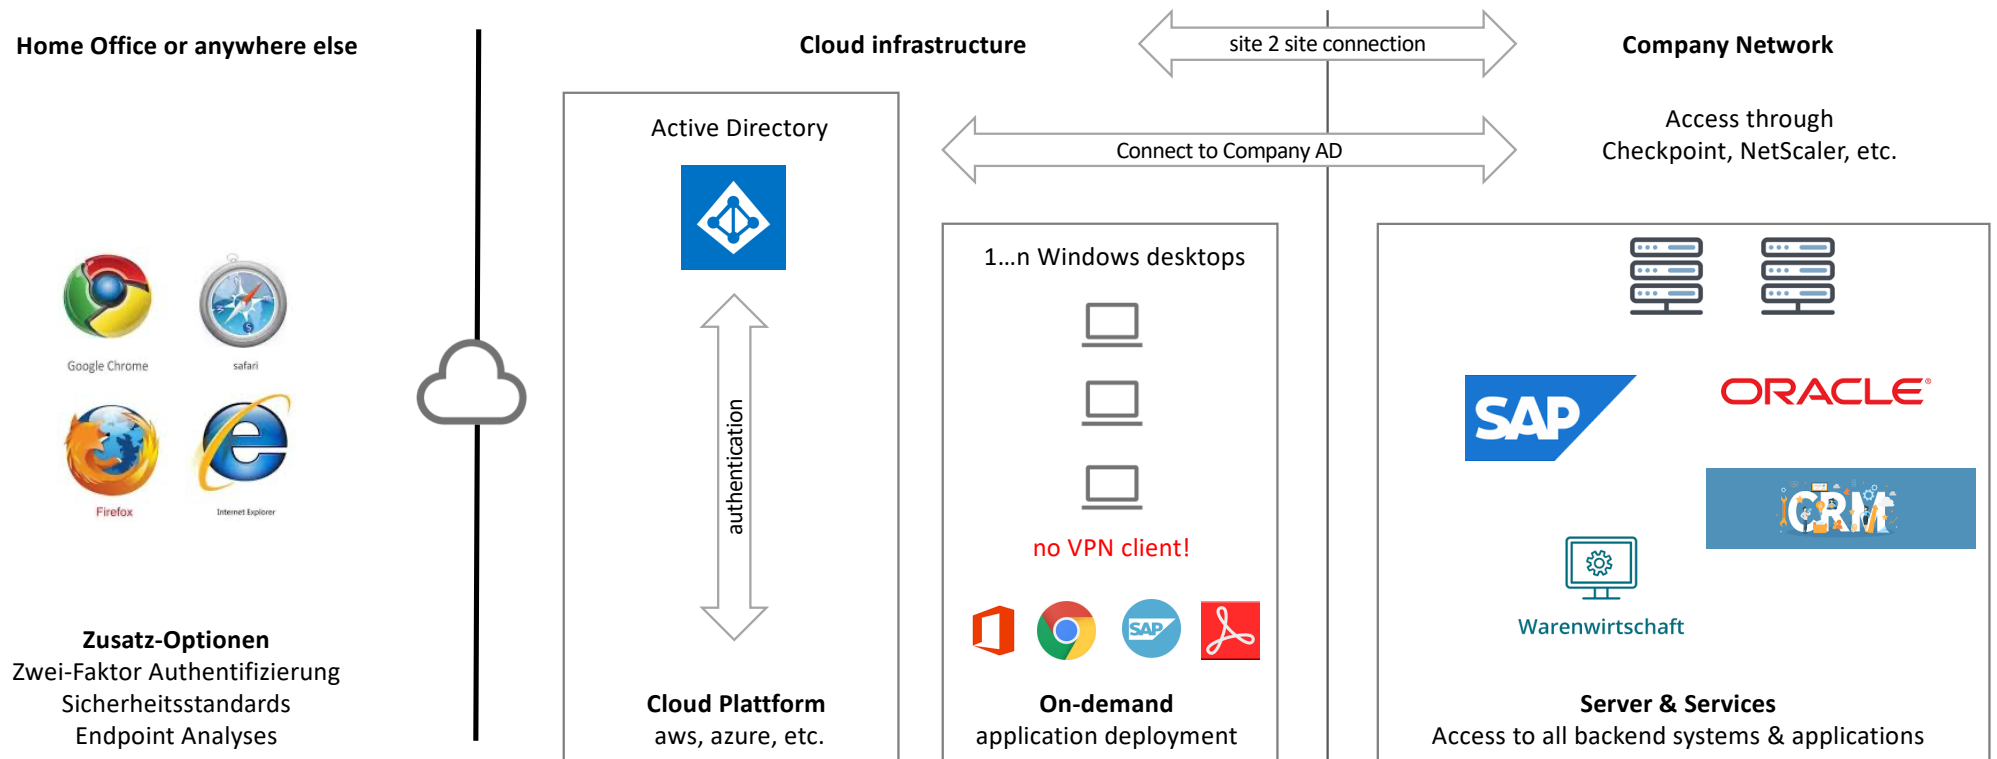 Home Office or anywhere else
Google Chrome
safari
Firefox
Internet Explorer
Zusatz-Optionen
Zwei-Faktor Authentifizierung
Sicherheitsstandards
Endpoint Analyses
Cloud infrastructure
site 2 site connection
Company Network
Active Directory
Connect to Company AD
Access through
Checkpoint, NetScaler, etc.
authentication
Cloud Plattform
aws, azure, etc.
1...n Windows desktops
no VPN client!
SAP
On-demand
application deployment
SAP
ORACLE®
CRM
Warenwirtschaft
Server & Services
Access to all backend systems & applications